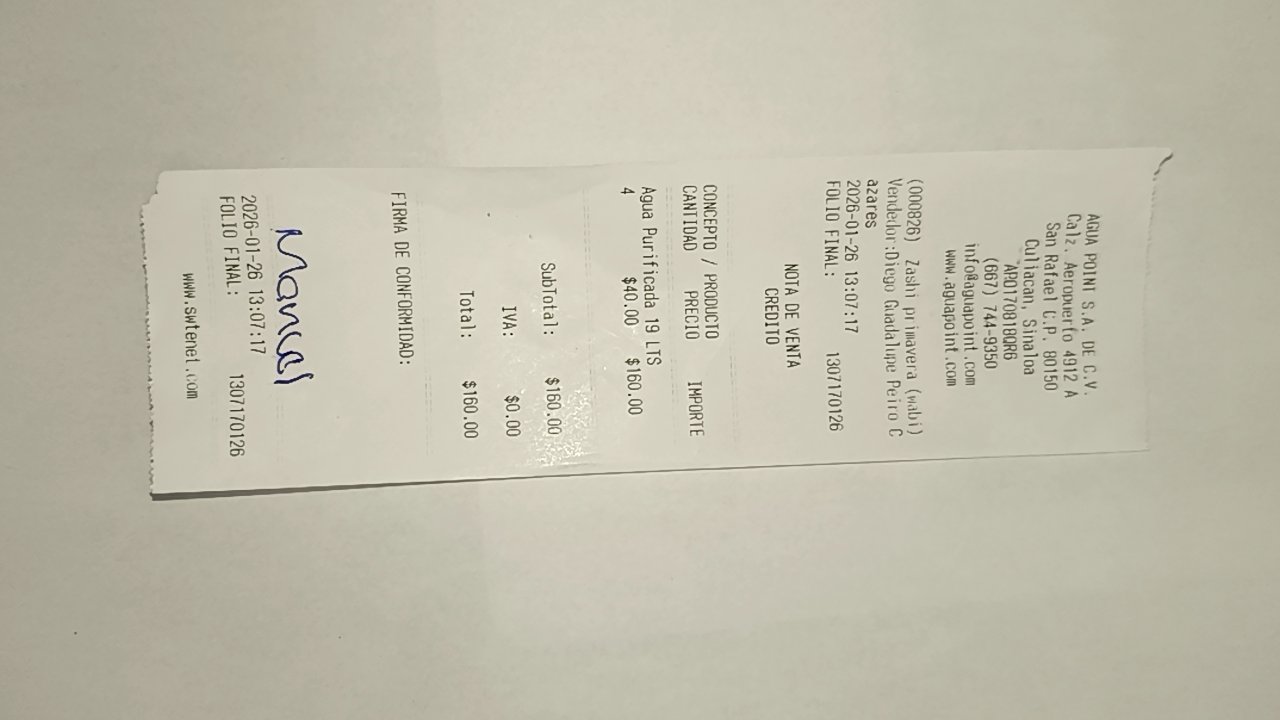 AGUA POINT S.A. DE C.V.
Calz. Aeropuerto 4912 A
San Rafael C.P. 80150
Culiacan, Sinaloa
APO170818QR6
(667) 744-9350
info@aguapoint.com
www.aguapoint.com
(000826) Zashi primavera (wabi)
Vendedor:Diego Guadalupe Peiro C
azares
2026-01-26 13:07:17
FOLIO FINAL: 1307170126
NOTA DE VENTA
CREDITO
CONCEPTO / PRODUCTO
CANTIDAD PRECIO IMPORTE
Agua Purificada 19 LTS
4 $40.00 $160.00
SubTotal: $160.00
IVA: $0.00
Total: $160.00
FIRMA DE CONFORMIDAD:
2026-01-26 13:07:17
FOLIO FINAL: 1307170126
www.swtenet.com